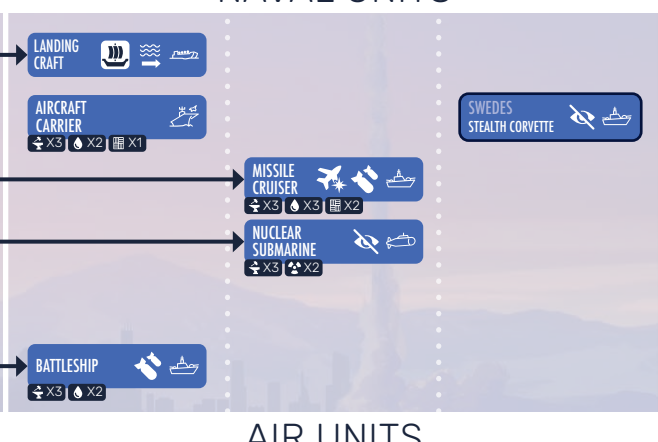 NAVAL UNITS
LANDING
CRAFT
AIRCRAFT
CARRIER
X3 X2 X1
SWEDES
STEALTH CORVETTE
MISSILE
CRUISER
X3 X3 X2
NUCLEAR
SUBMARINE
X3 X2
BATTLESHIP
X3 X2
AIR UNITS